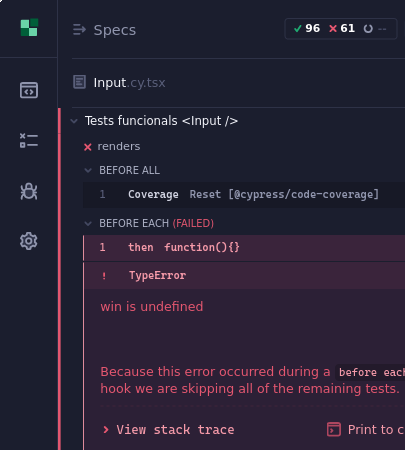 Specs
96 61 --
Input.cy.tsx
Tests funcionals <Input />
renders
BEFORE ALL
1 Coverage Reset [@cypress/code-coverage]
BEFORE EACH (FAILED)
1 then function(){}
! TypeError
win is undefined
Because this error occurred during a before each
hook we are skipping all of the remaining tests.
View stack trace
Print to c